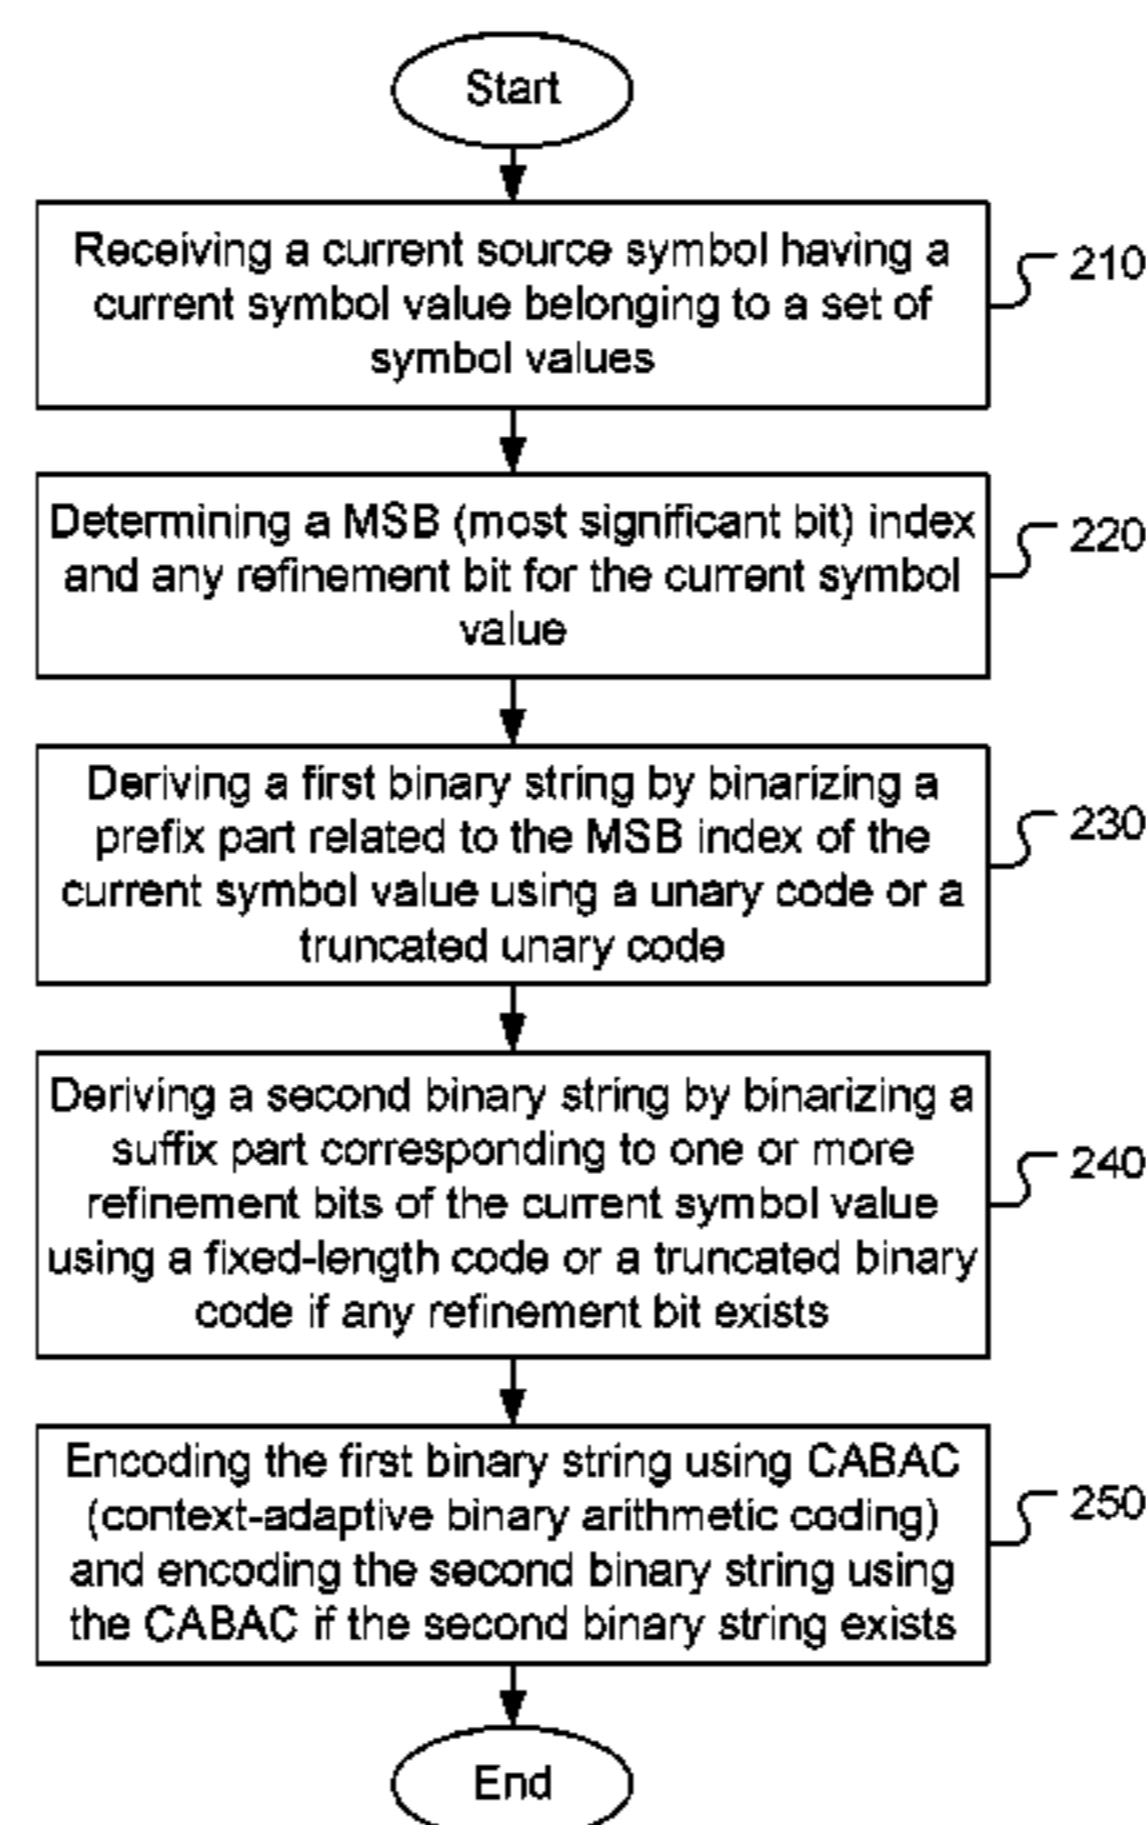 Start
Receiving a current source symbol having a
current symbol value belonging to a set of
symbol values
210
Determining a MSB (most significant bit) index
and any refinement bit for the current symbol
value
220
Deriving a first binary string by binarizing a
prefix part related to the MSB index of the
current symbol value using a unary code or a
truncated unary code
230
Deriving a second binary string by binarizing a
suffix part corresponding to one or more
refinement bits of the current symbol value
using a fixed-length code or a truncated binary
code if any refinement bit exists
240
Encoding the first binary string using CABAC
(context-adaptive binary arithmetic coding)
and encoding the second binary string using
the CABAC if the second binary string exists
250
End